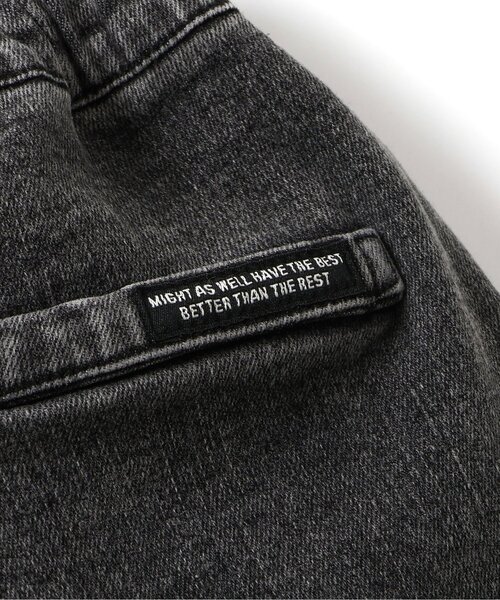 MIGHT AS WELL HAVE THE BEST
BETTER THAN THE REST